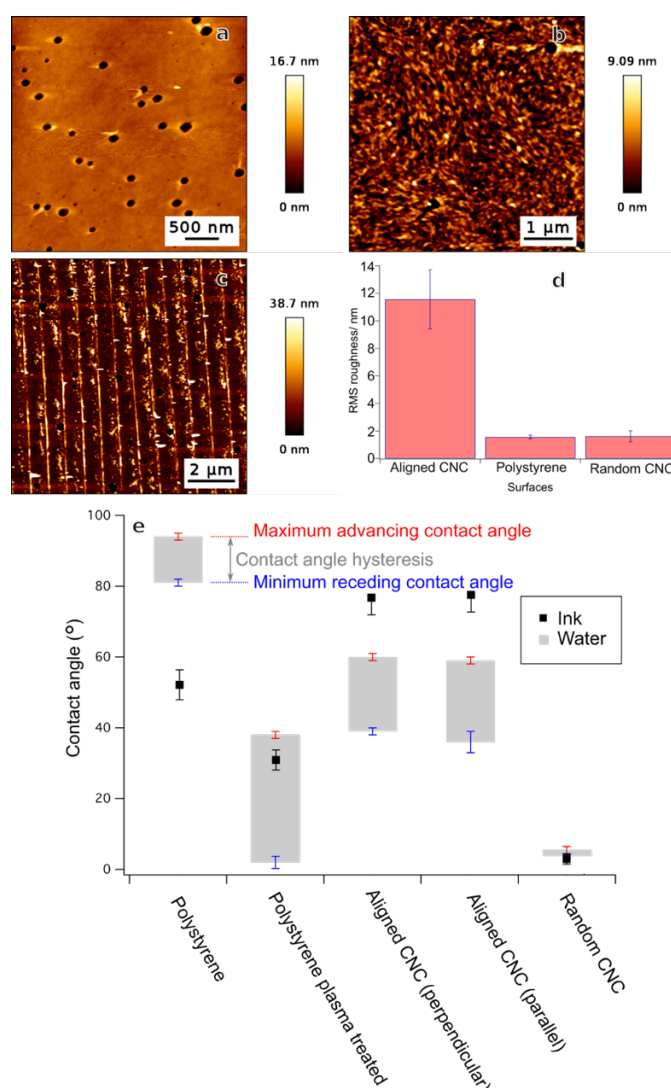 a
16.7 nm
0 nm
500 nm
b
9.09 nm
0 nm
1 µm
c
38.7 nm
0 nm
2 µm
d
14
12
10
8
6
4
2
0
RMS roughness/ nm
Aligned CNC
Polystyrene
Random CNC
Surfaces
e
100
80
60
40
20
0
Contact angle (º)
Maximum advancing contact angle
Contact angle hysteresis
Minimum receding contact angle
Ink
Water
Polystyrene
Polystyrene plasma treated
Aligned CNC (perpendicular)
Aligned CNC (parallel)
Random CNC